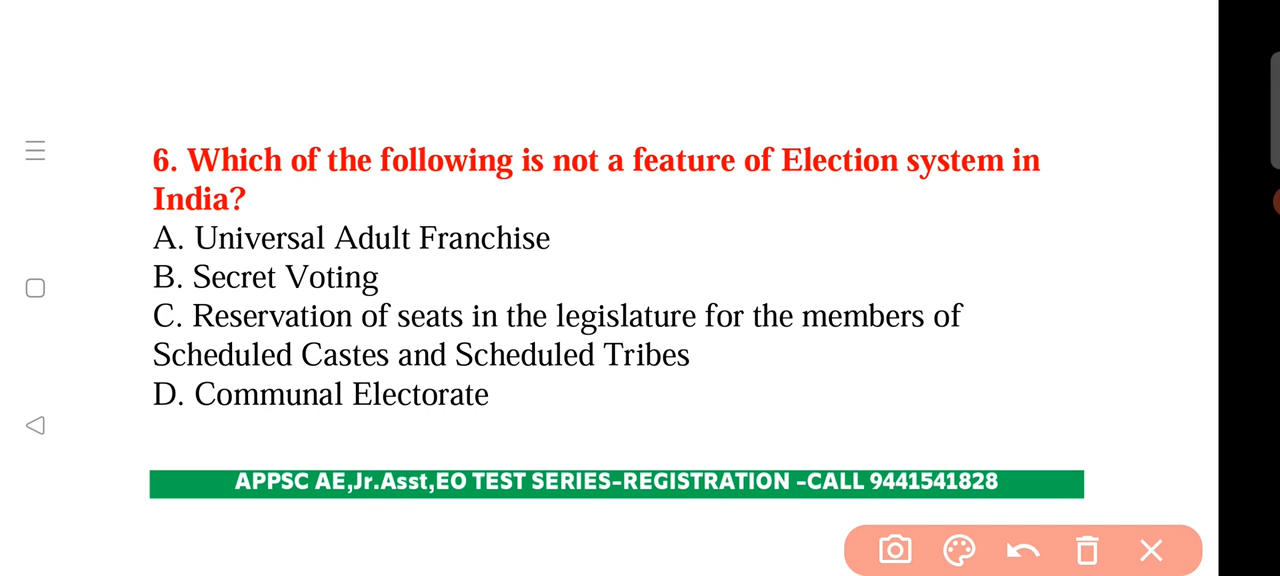 6. Which of the following is not a feature of Election system in
India?
A. Universal Adult Franchise
B. Secret Voting
C. Reservation of seats in the legislature for the members of
Scheduled Castes and Scheduled Tribes
D. Communal Electorate
APPSC AE,Jr.Asst,EO TEST SERIES-REGISTRATION -CALL 9441541828